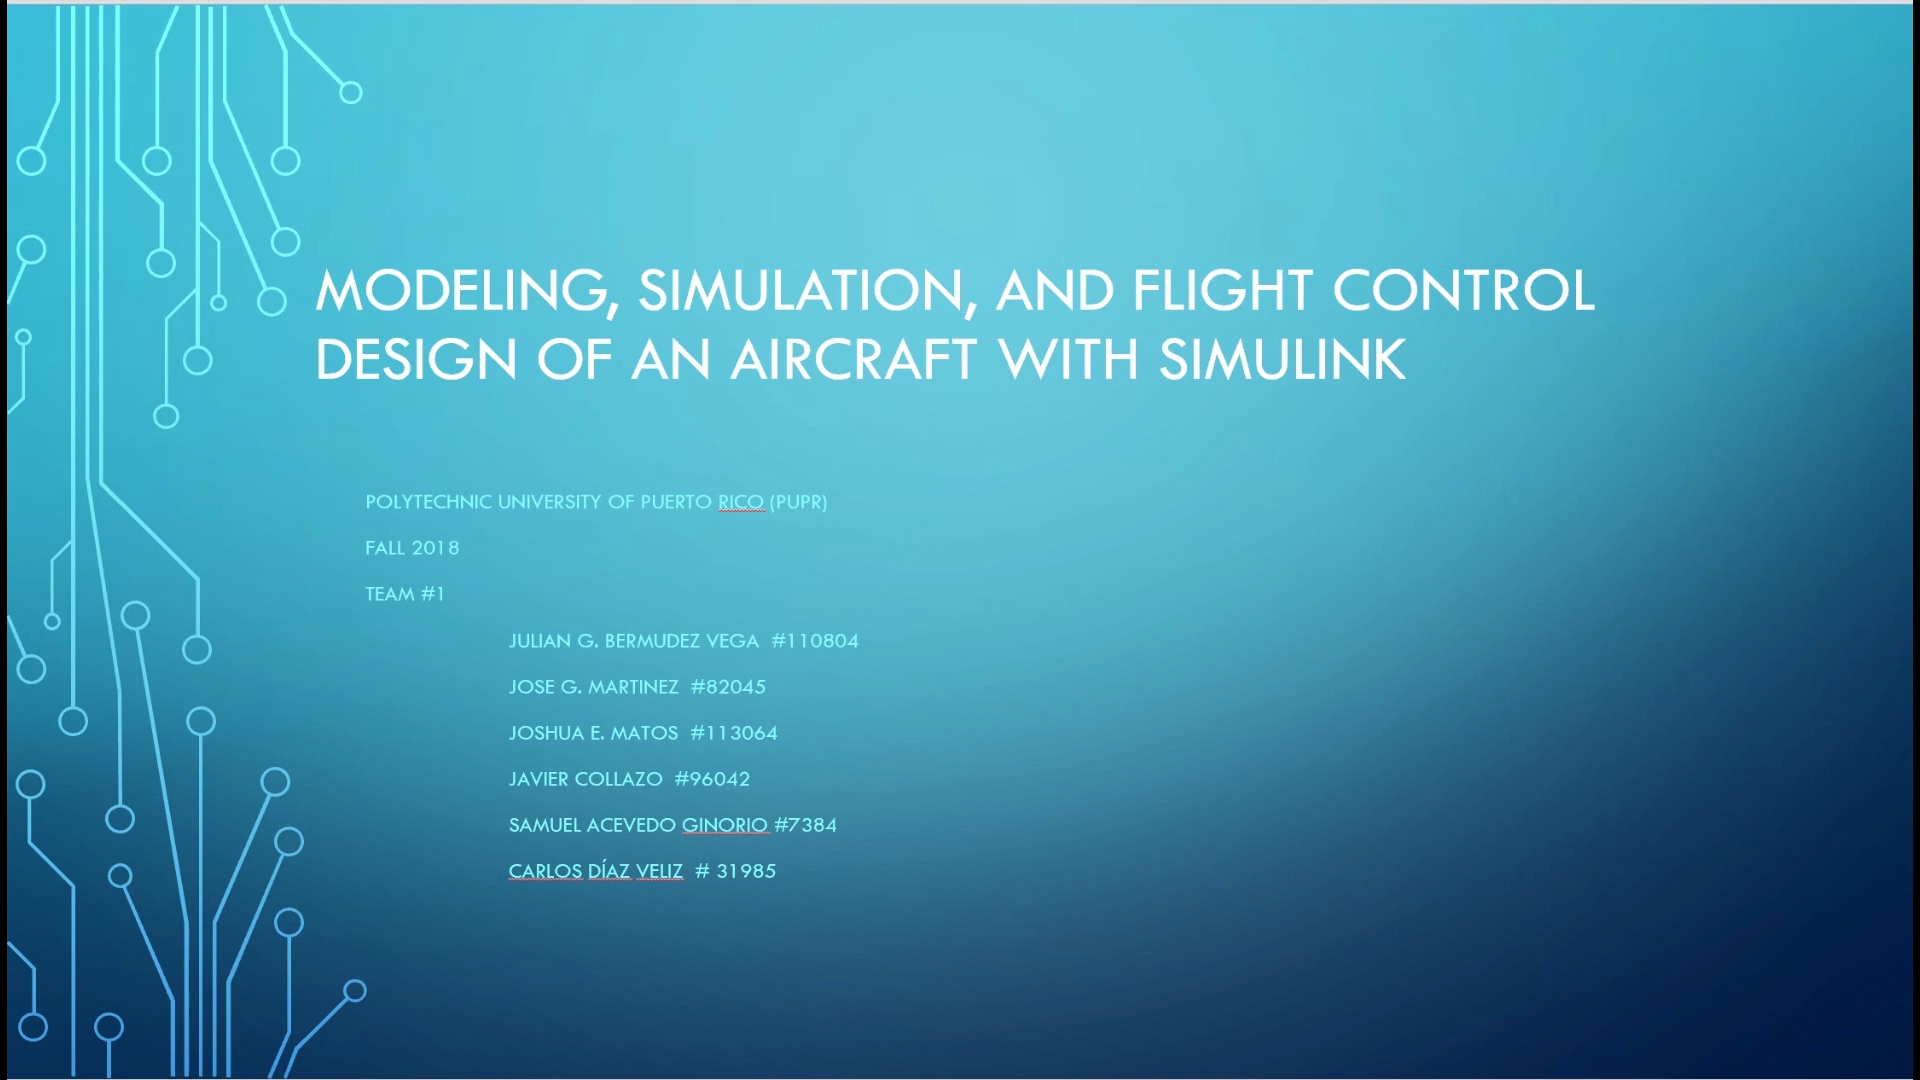 MODELING, SIMULATION, AND FLIGHT CONTROL
DESIGN OF AN AIRCRAFT WITH SIMULINK
POLYTECHNIC UNIVERSITY OF PUERTO RICO (PUPR)
FALL 2018
TEAM #1
JULIAN G. BERMUDEZ VEGA #110804
JOSE G. MARTINEZ #82045
JOSHUA E. MATOS #113064
JAVIER COLLAZO #96042
SAMUEL ACEVEDO GINORIO #7384
CARLOS DÍAZ VELIZ # 31985